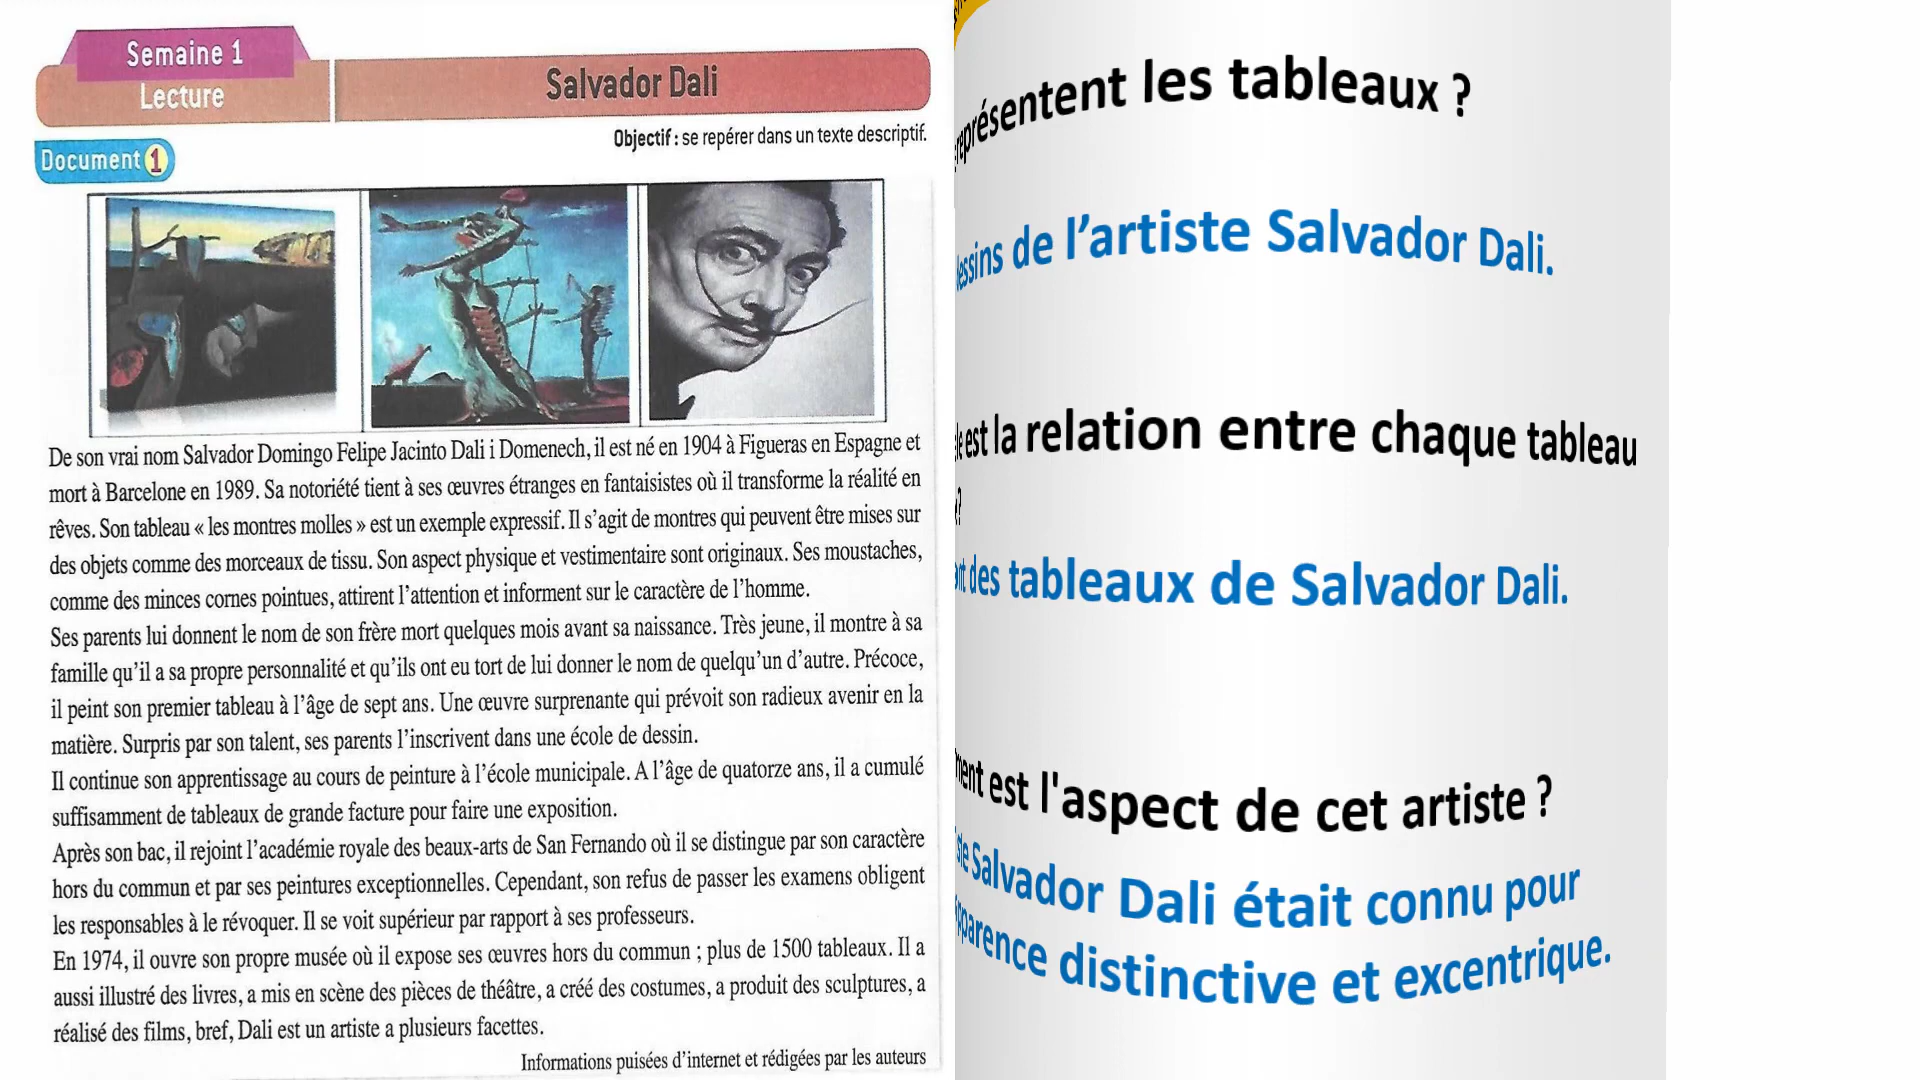 Semaine 1
Lecture
Salvador Dali
Objectif : se repérer dans un texte descriptif.
Document 1
De son vrai nom Salvador Domingo Felipe Jacinto Dali i Domenech, il est né en 1904 à Figueras en Espagne et
mort à Barcelone en 1989. Sa notoriété tient à ses œuvres étranges en fantaisistes où il transforme la réalité en
rêves. Son tableau « les montres molles » est un exemple expressif. Il s’agit de montres qui peuvent être mises sur
des objets comme des morceaux de tissu. Son aspect physique et vestimentaire sont originaux. Ses moustaches,
comme des minces cornes pointues, attirent l’attention et informent sur le caractère de l’homme.
Ses parents lui donnent le nom de son frère mort quelques mois avant sa naissance. Très jeune, il montre à sa
famille qu’il a sa propre personnalité et qu’ils ont eu tort de lui donner le nom de quelqu’un d’autre. Précoce,
il peint son premier tableau à l’âge de sept ans. Une œuvre surprenante qui prévoit son radieux avenir en la
matière. Surpris par son talent, ses parents l’inscrivent dans une école de dessin.
Il continue son apprentissage au cours de peinture à l’école municipale. A l’âge de quatorze ans, il a cumulé
suffisamment de tableaux de grande facture pour faire une exposition.
Après son bac, il rejoint l’académie royale des beaux-arts de San Fernando où il se distingue par son caractère
hors du commun et par ses peintures exceptionnelles. Cependant, son refus de passer les examens obligent
les responsables à le révoquer. Il se voit supérieur par rapport à ses professeurs.
En 1974, il ouvre son propre musée où il expose ses œuvres hors du commun ; plus de 1500 tableaux. Il a
aussi illustré des livres, a mis en scène des pièces de théâtre, a créé des costumes, a produit des sculptures, a
réalisé des films, bref, Dali est un artiste a plusieurs facettes.
Informations puisées d’internet et rédigées par les auteurs
représentent les tableaux ?
de l’artiste Salvador Dali.
est la relation entre chaque tableau
des tableaux de Salvador Dali.
est l'aspect de cet artiste ?
Salvador Dali était connu pour
distinctive et excentrique.